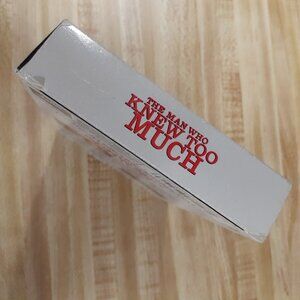 THE MAN WHO
KNEW TOO
MUCH